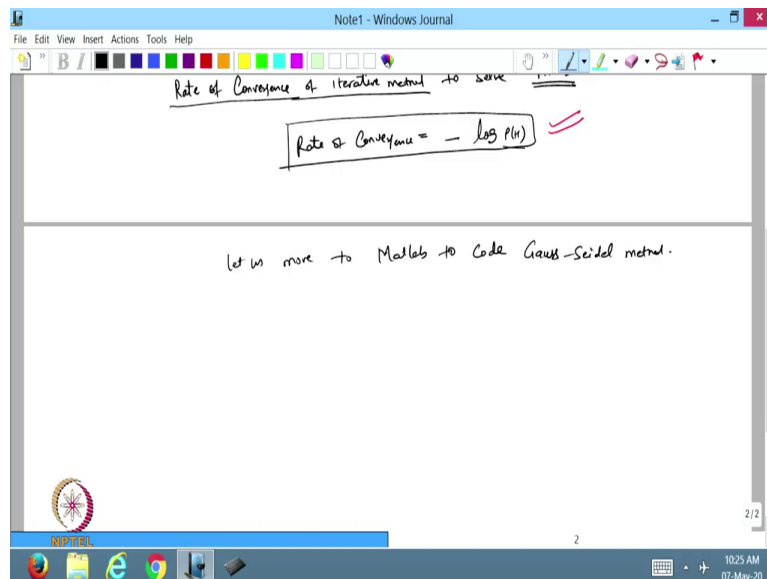 Note1 - Windows Journal
File Edit View Insert Actions Tools Help
B I
Rate of Convergence of iterative method to solve
Rate of Convergence = - log ρ(H)
let us move to Matlab to Code Gauss-Seidel method.
NPTEL
2/2
2
10:25 AM
07-May-20